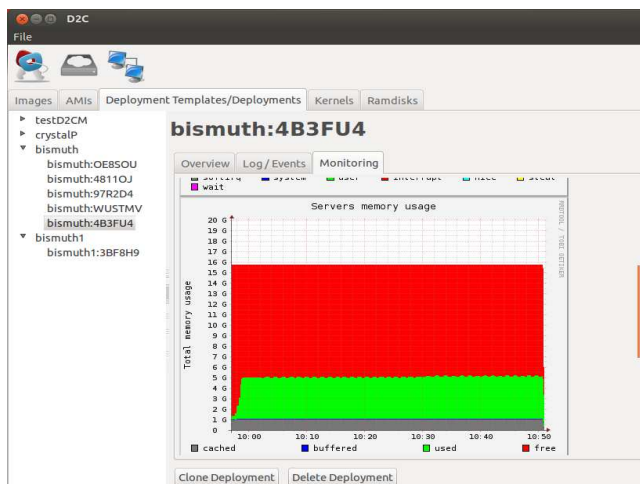 D2C
File
Images AMIs Deployment Templates/Deployments Kernels Ramdisks
testD2CM
crystalP
bismuth
bismuth:OE8SOU
bismuth:4811OJ
bismuth:97R2D4
bismuth:WUSTMV
bismuth:4B3FU4
bismuth1
bismuth1:3BF8H9
bismuth:4B3FU4
Overview Log/Events Monitoring
softirq system user interrupt nice steal
wait
Servers memory usage
RRDTOOL / TOBI OETIKER
Total memory usage
20 G
19 G
18 G
17 G
16 G
15 G
14 G
13 G
12 G
11 G
10 G
9 G
8 G
7 G
6 G
5 G
4 G
3 G
2 G
1 G
0
10:00 10:10 10:20 10:30 10:40 10:50
cached buffered used free
Clone Deployment Delete Deployment